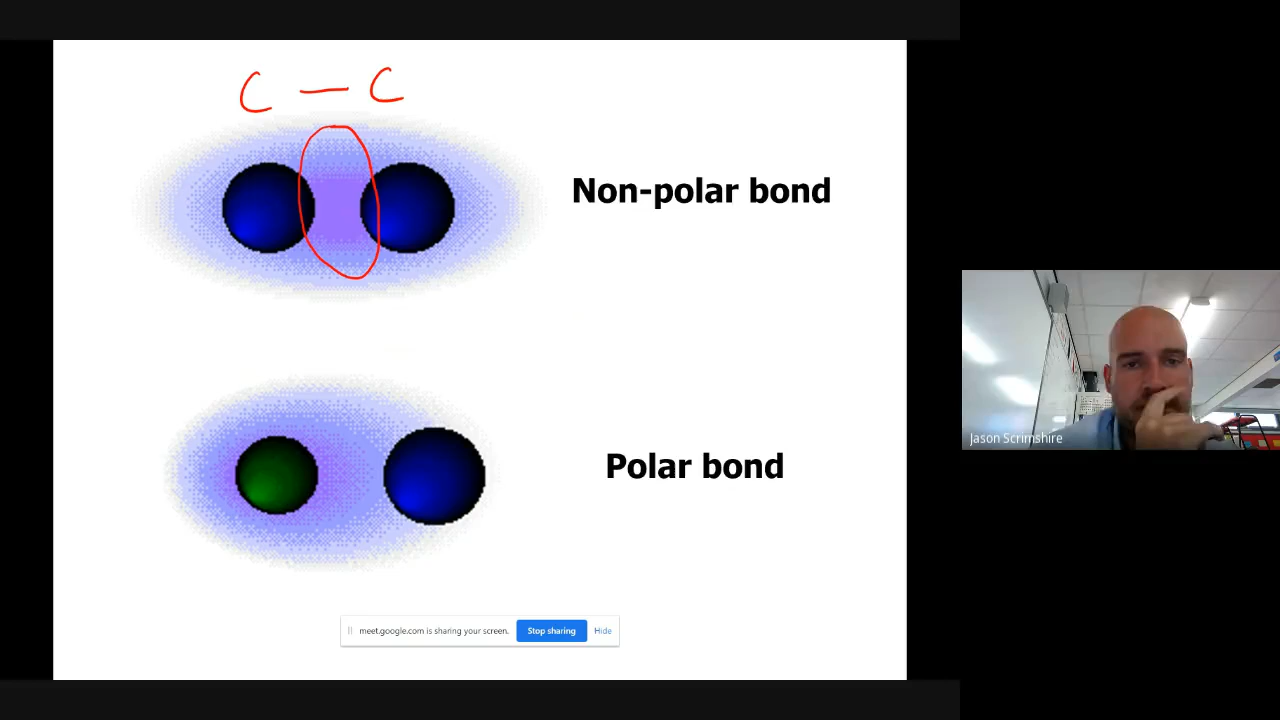 C — C
Non-polar bond
Polar bond
meet.google.com is sharing your screen. Stop sharing Hide
Jason Scrimshire